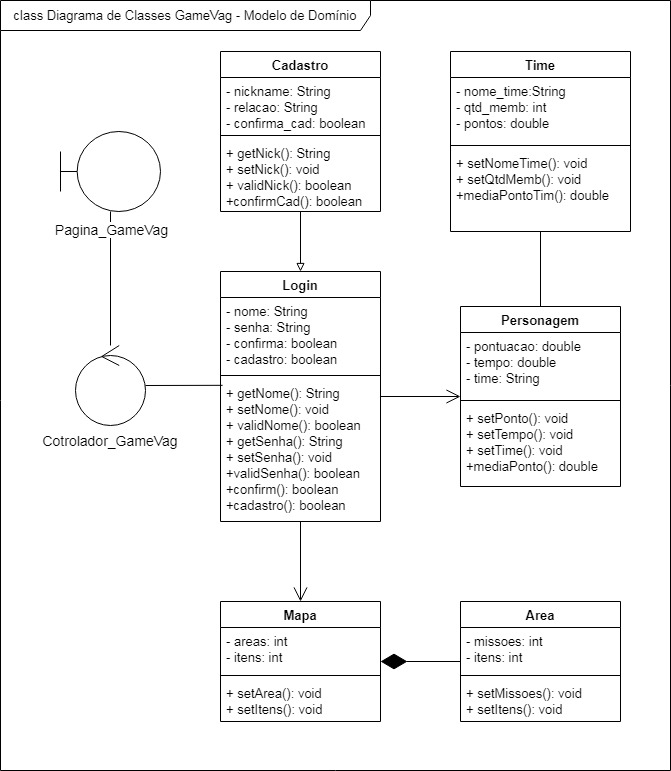 class Diagrama de Classes GameVag - Modelo de Domínio
Cadastro
- nickname: String
- relacao: String
- confirma_cad: boolean
+ getNick(): String
+ setNick(): void
+ validNick(): boolean
+confirmCad(): boolean
Time
- nome_time:String
- qtd_memb: int
- pontos: double
+ setNomeTime(): void
+ setQtdMemb(): void
+mediaPontoTim(): double
Pagina_GameVag
Login
- nome: String
- senha: String
- confirma: boolean
- cadastro: boolean
+ getNome(): String
+ setNome(): void
+ validNome(): boolean
+ getSenha(): String
+ setSenha(): void
+validSenha(): boolean
+confirm(): boolean
+cadastro(): boolean
Personagem
- pontuacao: double
- tempo: double
- time: String
+ setPonto(): void
+ setTempo(): void
+ setTime(): void
+mediaPonto(): double
Cotrolador_GameVag
Mapa
- areas: int
- itens: int
+ setArea(): void
+ setItens(): void
Area
- missoes: int
- itens: int
+ setMissoes(): void
+ setItens(): void